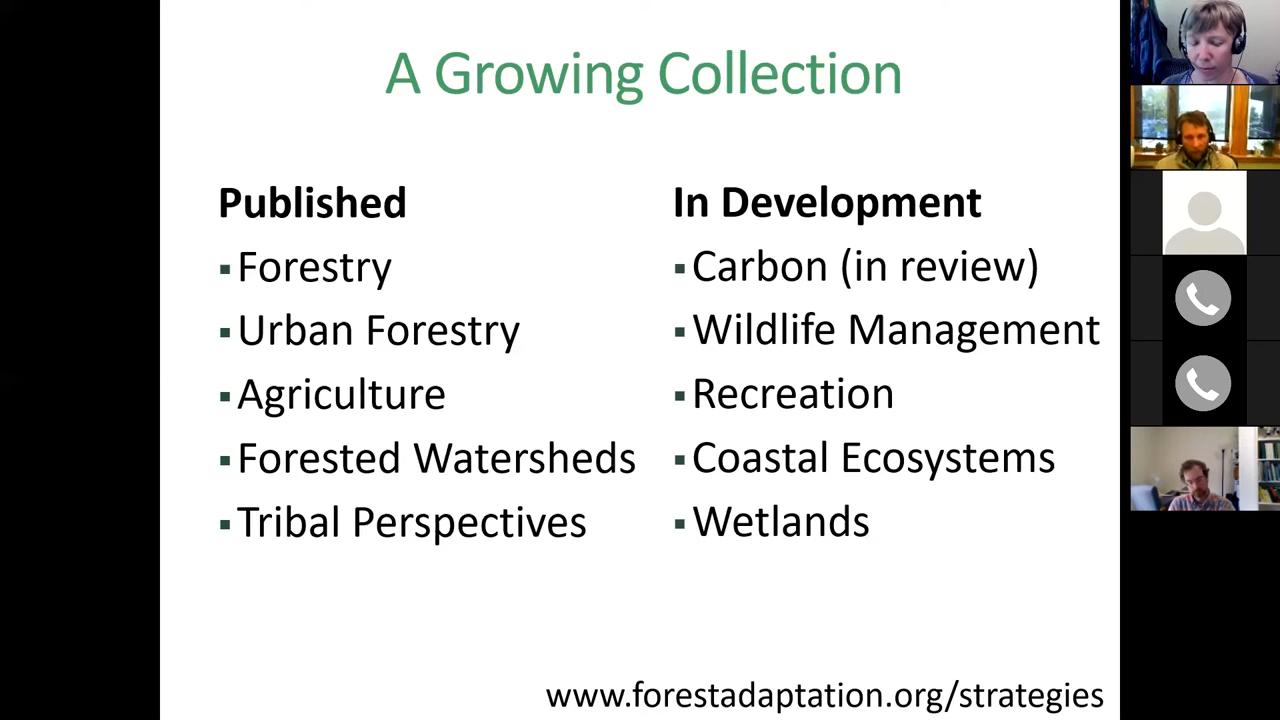 A Growing Collection
Published
▪Forestry
▪Urban Forestry
▪Agriculture
▪Forested Watersheds
▪Tribal Perspectives
In Development
▪Carbon (in review)
▪Wildlife Management
▪Recreation
▪Coastal Ecosystems
▪Wetlands
www.forestadaptation.org/strategies